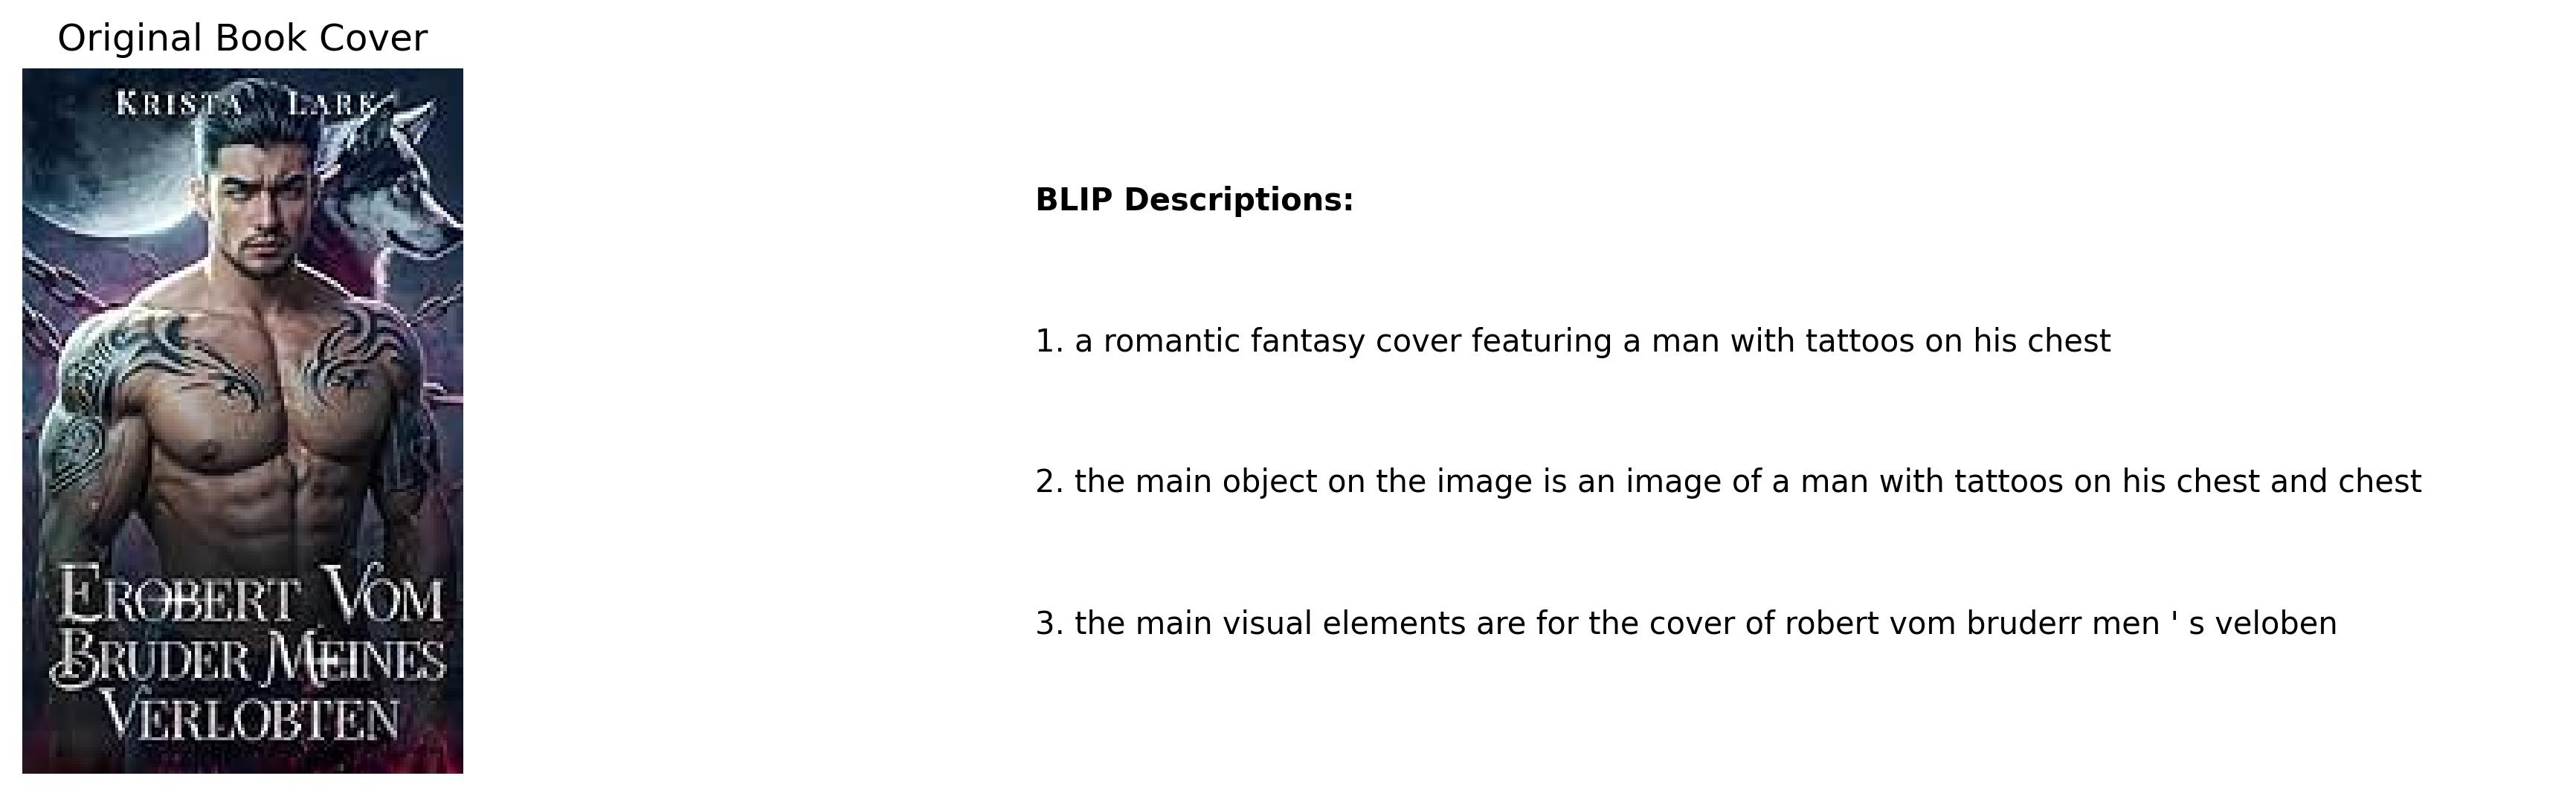 Original Book Cover
KRISTA LARK
EROBERT VOM
BRUDER MEINES
VERLOBTEN
BLIP Descriptions:
1. a romantic fantasy cover featuring a man with tattoos on his chest
2. the main object on the image is an image of a man with tattoos on his chest and chest
3. the main visual elements are for the cover of robert vom bruderr men ' s veloben